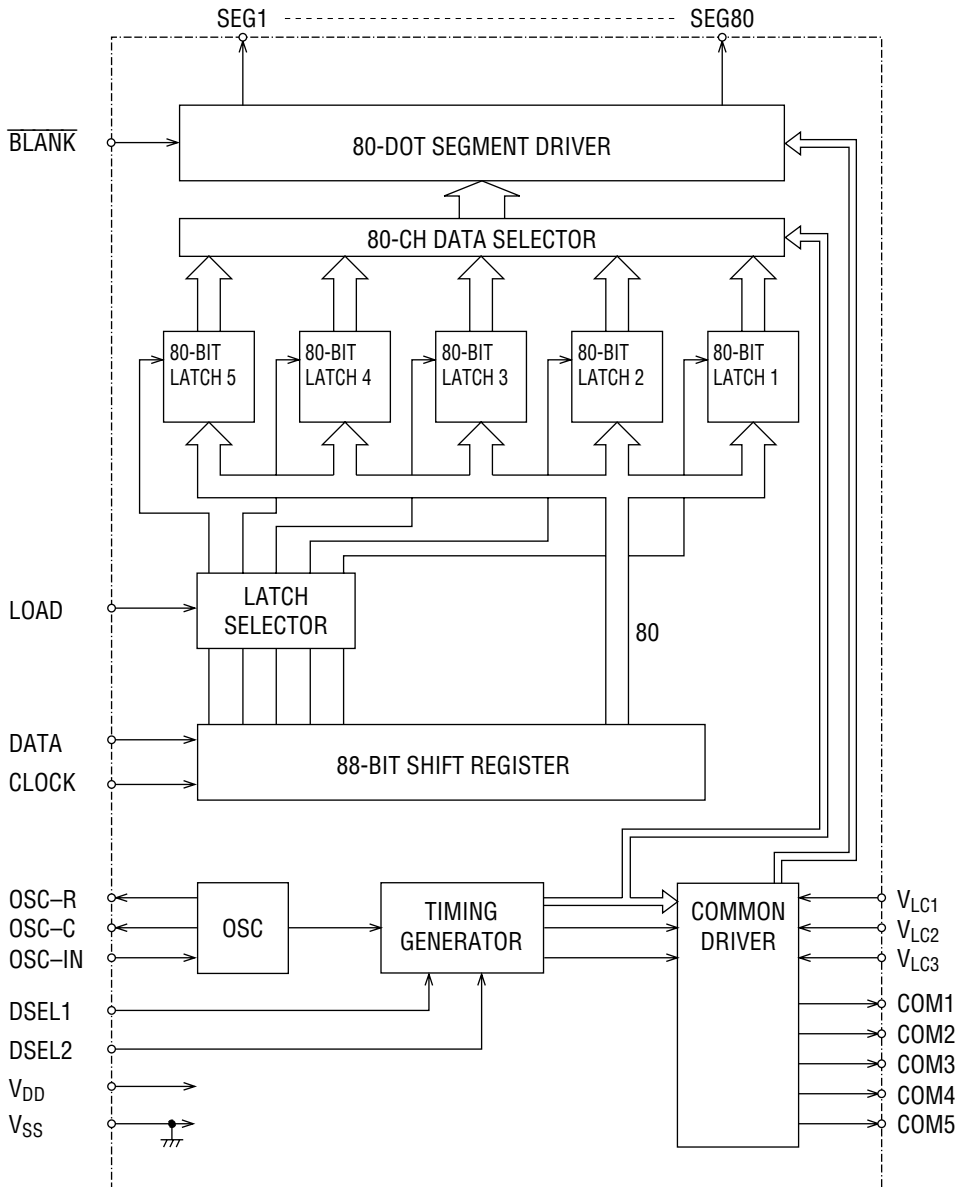 SEG1
SEG80
BLANK
80-DOT SEGMENT DRIVER
80-CH DATA SELECTOR
80-BIT
LATCH 5
80-BIT
LATCH 4
80-BIT
LATCH 3
80-BIT
LATCH 2
80-BIT
LATCH 1
LOAD
LATCH
SELECTOR
80
DATA
CLOCK
88-BIT SHIFT REGISTER
OSC–R
OSC–C
OSC–IN
OSC
TIMING
GENERATOR
COMMON
DRIVER
VLC1
VLC2
VLC3
DSEL1
DSEL2
VDD
VSS
COM1
COM2
COM3
COM4
COM5